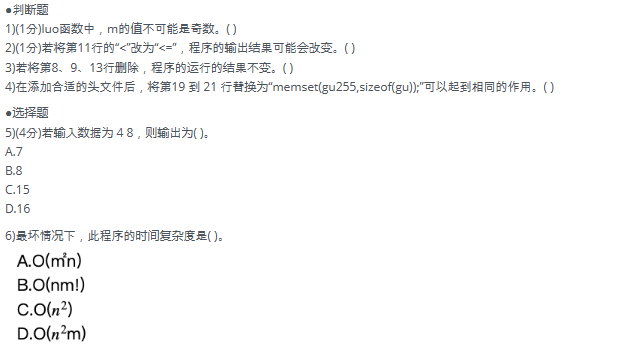 ●判断题
1)(1分)luo函数中，m的值不可能是奇数。( )
2)(1分)若将第11行的“<”改为“<=”，程序的输出结果可能会改变。( )
3)若将第8、9、13行删除，程序的运行的结果不变。( )
4)在添加合适的头文件后，将第19 到 21 行替换为“memset(gu255,sizeof(gu));”可以起到相同的作用。( )
●选择题
5)(4分)若输入数据为 4 8，则输出为( )。
A.7
B.8
C.15
D.16
6)最坏情况下，此程序的时间复杂度是( )。
A.O(m²n)
B.O(nm!)
C.O(n²)
D.O(n²m)